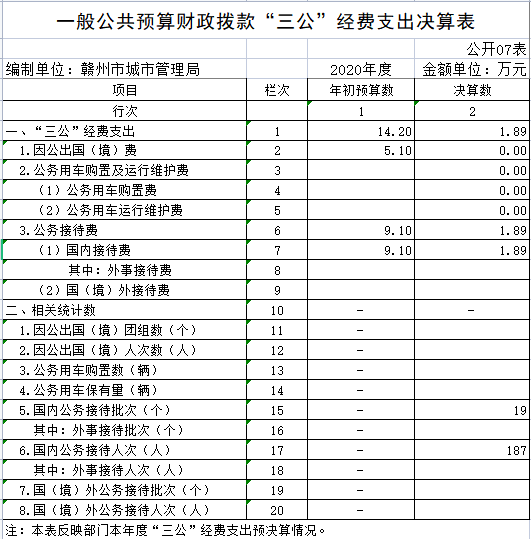 一般公共预算财政拨款“三公”经费支出决算表
公开07表
编制单位：赣州市城市管理局 2020年度 金额单位：万元
项目 栏次 年初预算数 决算数
行次 1 2
一、“三公”经费支出 1 14.20 1.89
1.因公出国（境）费 2 5.10 0.00
2.公务用车购置及运行维护费 3 0.00
（1）公务用车购置费 4 0.00
（2）公务用车运行维护费 5 0.00
3.公务接待费 6 9.10 1.89
（1）国内接待费 7 9.10 1.89
其中：外事接待费 8
（2）国（境）外接待费 9
二、相关统计数 10 － －
1.因公出国（境）团组数（个） 11 －
2.因公出国（境）人次数（人） 12 －
3.公务用车购置数（辆） 13 －
4.公务用车保有量（辆） 14 －
5.国内公务接待批次（个） 15 － 19
其中：外事接待批次（个） 16 －
6.国内公务接待人次（人） 17 － 187
其中：外事接待人次（人） 18 －
7.国（境）外公务接待批次（个） 19 －
8.国（境）外公务接待人次（人） 20 －
注：本表反映部门本年度“三公”经费支出预决算情况。